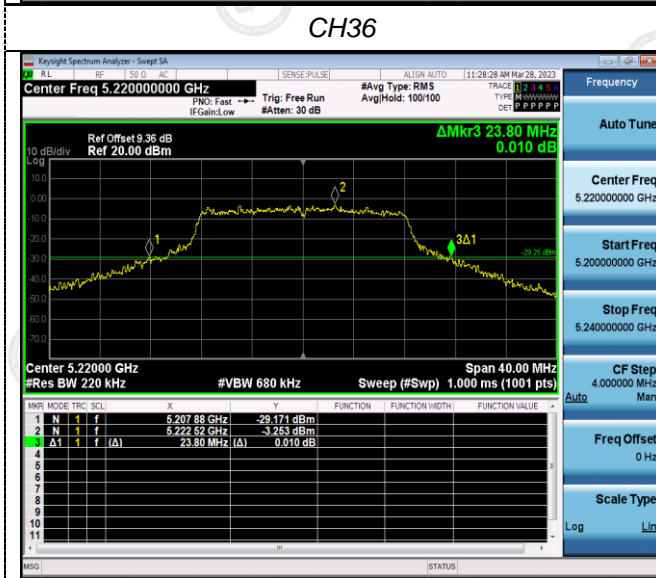 CH36
Keysight Spectrum Analyzer - Swept SA
RL RF 50 Ω AC SENSE:PULSE ALIGN AUTO 11:28:28 AM Mar 28, 2023
Center Freq 5.220000000 GHz #Avg Type: RMS TRACE 1 2 3 4 5 6
PNO: Fast Trig: Free Run Avg|Hold: 100/100 TYPE M WWWWW
IFGain:Low #Atten: 30 dB DET P P P P P P
ΔMkr3 23.80 MHz
0.010 dB
Ref Offset 9.36 dB
10 dB/div Ref 20.00 dBm
Log
10.0
0.00
-10.0
-20.0
-30.0
-40.0
-50.0
-60.0
-70.0
1
2
3Δ1
-29.25 dBm
Center 5.22000 GHz Span 40.00 MHz
#Res BW 220 kHz #VBW 680 kHz Sweep (#Swp) 1.000 ms (1001 pts)
MKR MODE TRC SCL X Y FUNCTION FUNCTION WIDTH FUNCTION VALUE
1 N 1 f 5.207 88 GHz -29.171 dBm
2 N 1 f 5.222 52 GHz -3.253 dBm
3 Δ1 1 f (Δ) 23.80 MHz (Δ) 0.010 dB
4
5
6
7
8
9
10
11
MSG STATUS
Frequency
Auto Tune
Center Freq
5.220000000 GHz
Start Freq
5.200000000 GHz
Stop Freq
5.240000000 GHz
CF Step
4.000000 MHz
Auto Man
Freq Offset
0 Hz
Scale Type
Log Lin